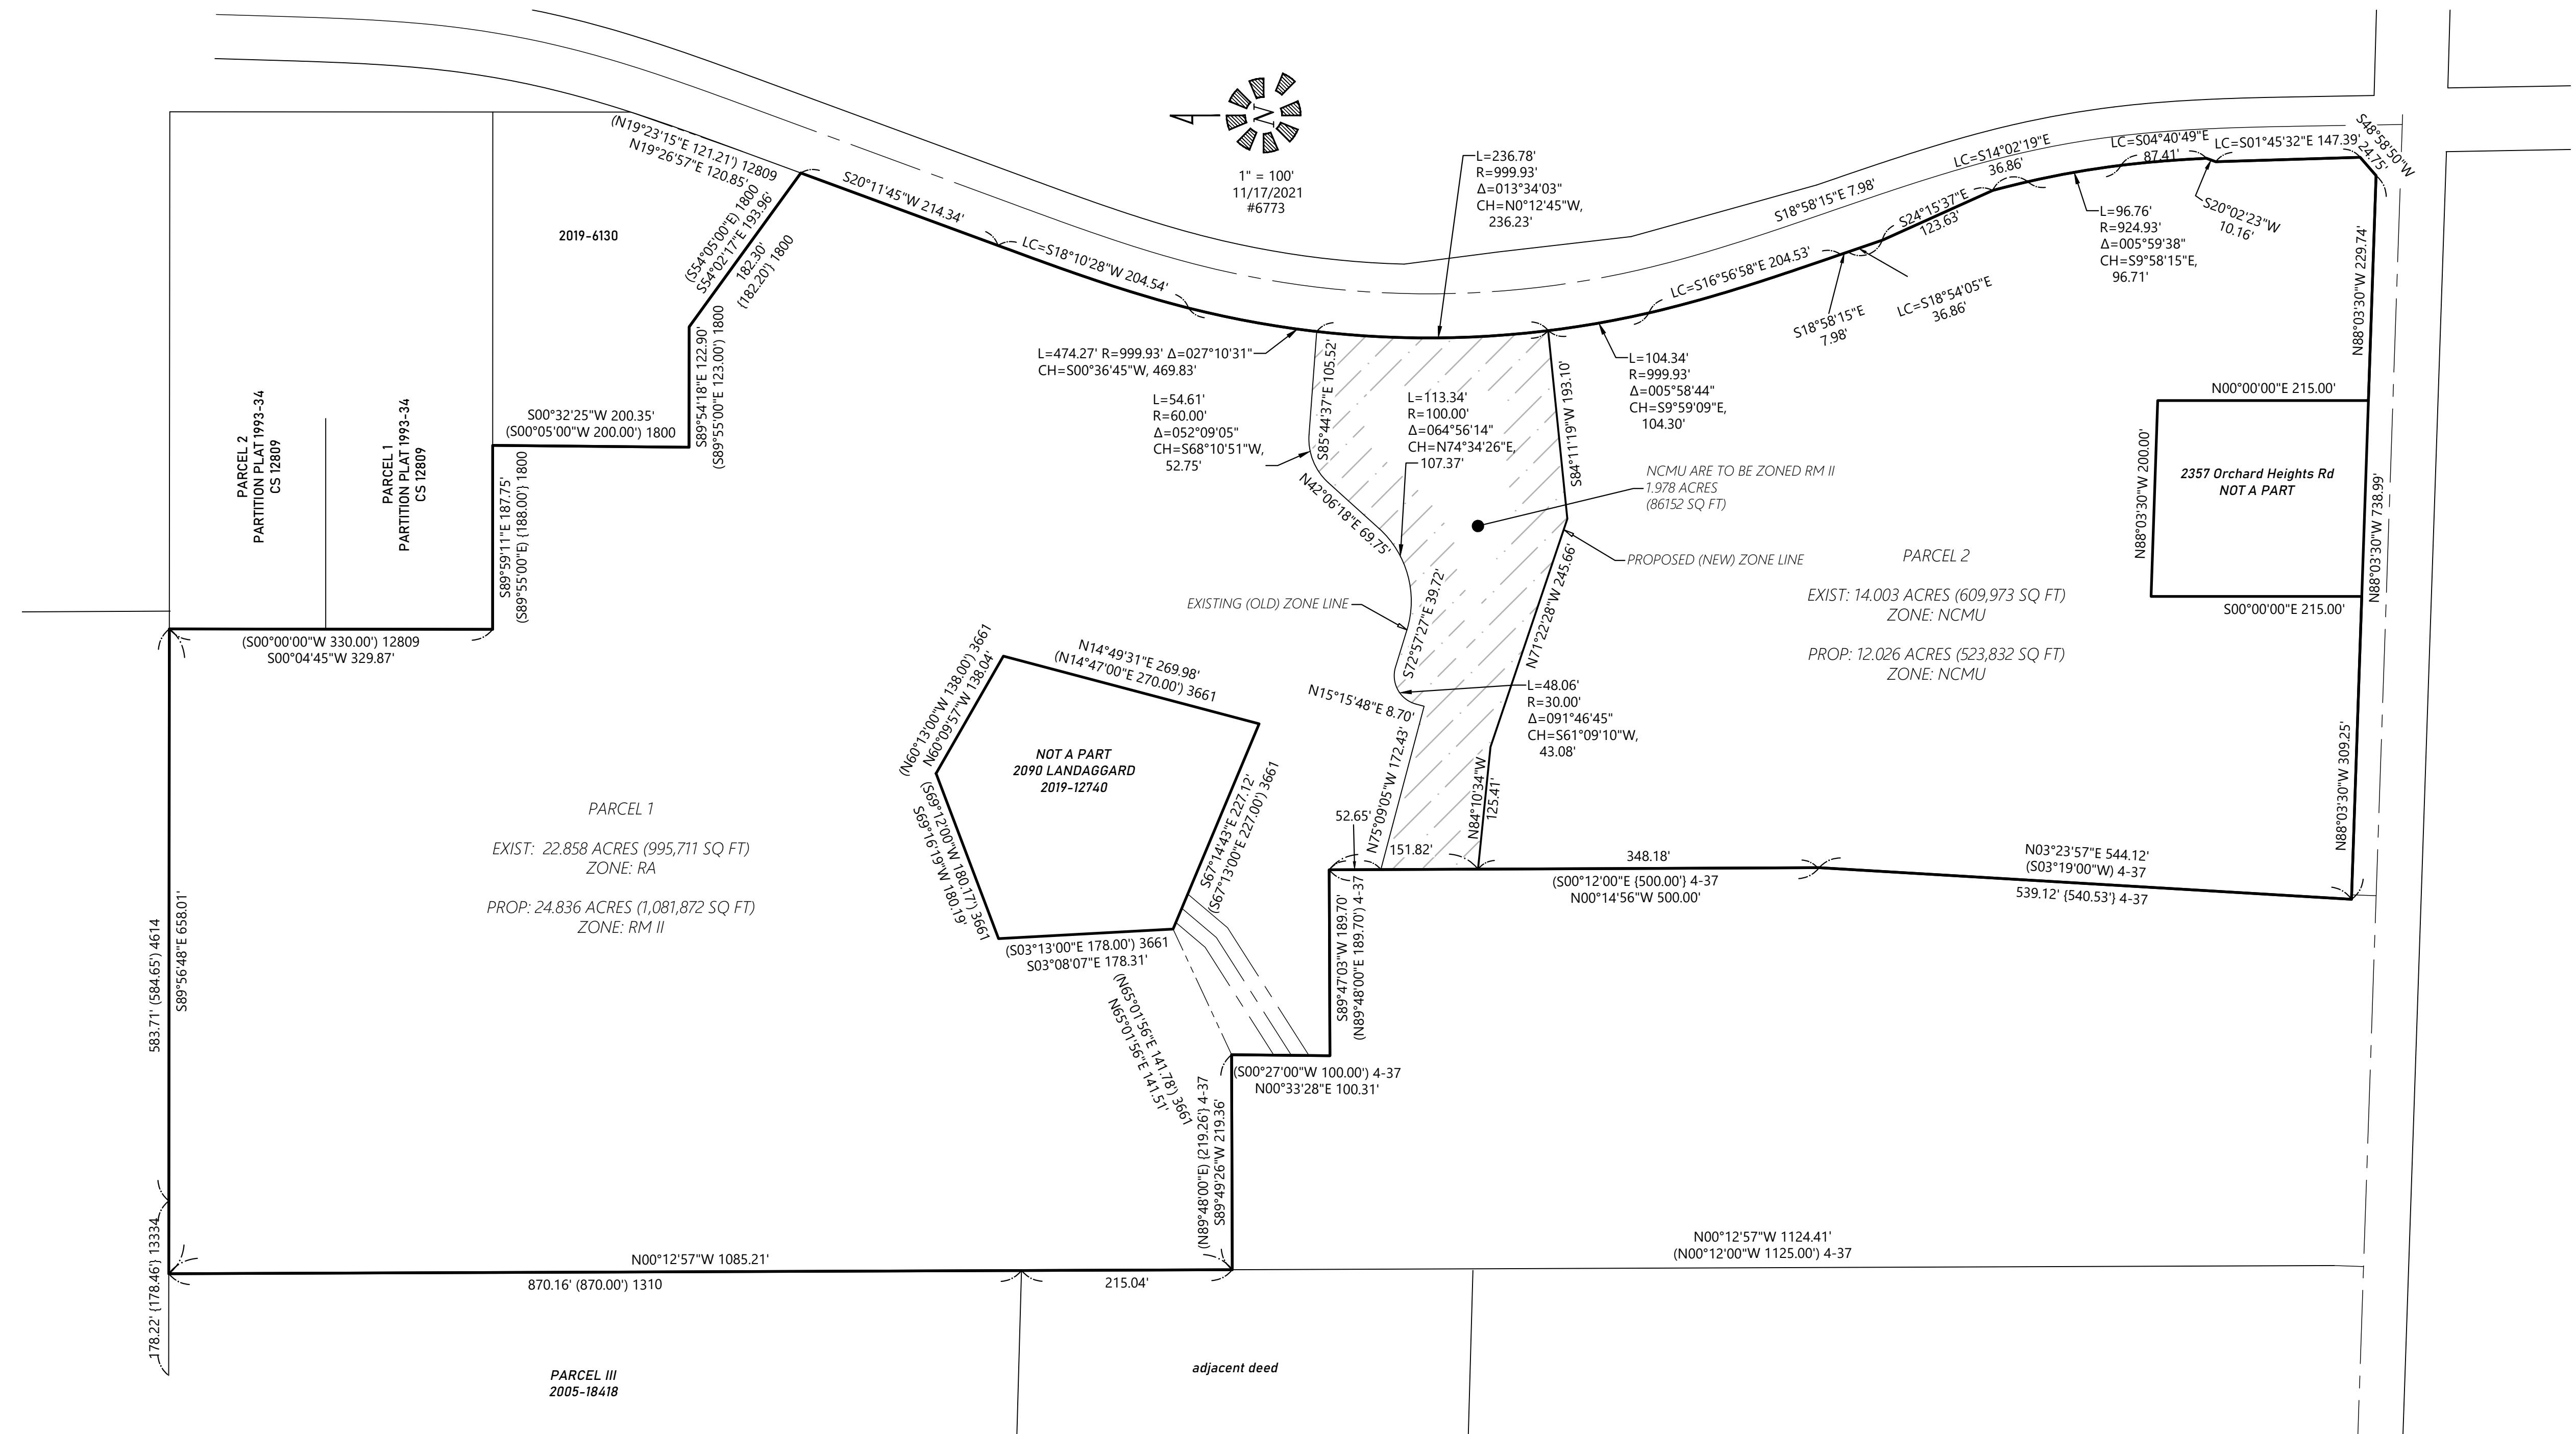 N
1" = 100'
11/17/2021
#6773
(N19°23'15"E 121.21') 12809
N19°26'57"E 120.85'
2019-6130
(S54°05'00"E) 1800
S54°02'17"E 193.96'
182.30'
(182.20') 1800
S20°11'45"W 214.34'
LC=S18°10'28"W 204.54'
L=236.78'
R=999.93'
Δ=013°34'03"
CH=N0°12'45"W,
236.23'
S18°58'15"E 7.98'
LC=S16°56'58"E 204.53'
S18°58'15"E
7.98'
LC=S18°54'05"E
36.86'
S24°15'37"E
123.63'
LC=S14°02'19"E
36.86'
LC=S04°40'49"E
87.41'
LC=S01°45'32"E 147.39'
S48°58'50"W
24.75'
L=96.76'
R=924.93'
Δ=005°59'38"
CH=S9°58'15"E,
96.71'
S20°02'23"W
10.16'
N88°03'30"W 229.74'
PARCEL 2
PARTITION PLAT 1993-34
CS 12809
PARCEL 1
PARTITION PLAT 1993-34
CS 12809
S89°54'18"E 122.90'
(S89°55'00"E 123.00') 1800
S00°32'25"W 200.35'
(S00°05'00"W 200.00') 1800
S89°59'11"E 187.75'
(S89°55'00"E) {188.00'} 1800
(S00°00'00"W 330.00') 12809
S00°04'45"W 329.87'
L=474.27' R=999.93' Δ=027°10'31"
CH=S00°36'45"W, 469.83'
L=54.61'
R=60.00'
Δ=052°09'05"
CH=S68°10'51"W,
52.75'
S85°44'37"E 105.52'
L=113.34'
R=100.00'
Δ=064°56'14"
CH=N74°34'26"E,
107.37'
S84°11'19"W 193.10'
L=104.34'
R=999.93'
Δ=005°58'44"
CH=S9°59'09"E,
104.30'
N42°06'18"E 69.75'
NCMU ARE TO BE ZONED RM II
1.978 ACRES
(86152 SQ FT)
PROPOSED (NEW) ZONE LINE
EXISTING (OLD) ZONE LINE
S72°57'27"E 39.72'
N71°22'28"W 245.66'
PARCEL 2
EXIST: 14.003 ACRES (609,973 SQ FT)
ZONE: NCMU
PROP: 12.026 ACRES (523,832 SQ FT)
ZONE: NCMU
N00°00'00"E 215.00'
N88°03'30"W 200.00'
2357 Orchard Heights Rd
NOT A PART
S00°00'00"E 215.00'
N88°03'30"W 738.99'
N88°03'30"W 309.25'
(N60°13'00"W 138.00') 3661
N60°09'57"W 138.04'
N14°49'31"E 269.98'
(N14°47'00"E 270.00') 3661
NOT A PART
2090 LANDAGGARD
2019-12740
(S69°12'00"W 180.17') 3661
S69°16'19"W 180.19'
S67°14'43"E 227.12'
(S67°13'00"E 227.00') 3661
(S03°13'00"E 178.00') 3661
S03°08'07"E 178.31'
(N65°01'56"E 141.78') 3661
N65°01'56"E 141.51'
N15°15'48"E 8.70'
L=48.06'
R=30.00'
Δ=091°46'45"
CH=S61°09'10"W,
43.08'
N75°09'05"W 172.43'
N84°10'34"W
125.41'
52.65'
151.82'
348.18'
(S00°12'00"E {500.00'} 4-37
N00°14'56"W 500.00'
N03°23'57"E 544.12'
(S03°19'00"W) 4-37
539.12' {540.53'} 4-37
PARCEL 1
EXIST: 22.858 ACRES (995,711 SQ FT)
ZONE: RA
PROP: 24.836 ACRES (1,081,872 SQ FT)
ZONE: RM II
583.71' (584.65') 4614
S89°56'48"E 658.01'
S89°47'03"W 189.70'
(N89°48'00"E 189.70') 4-37
(S00°27'00"W 100.00') 4-37
N00°33'28"E 100.31'
(N89°48'00"E) {219.26'} 4-37
S89°49'26"W 219.36'
178.22' {178.46'} 13334
N00°12'57"W 1085.21'
870.16' (870.00') 1310
215.04'
N00°12'57"W 1124.41'
(N00°12'00"W 1125.00') 4-37
PARCEL III
2005-18418
adjacent deed